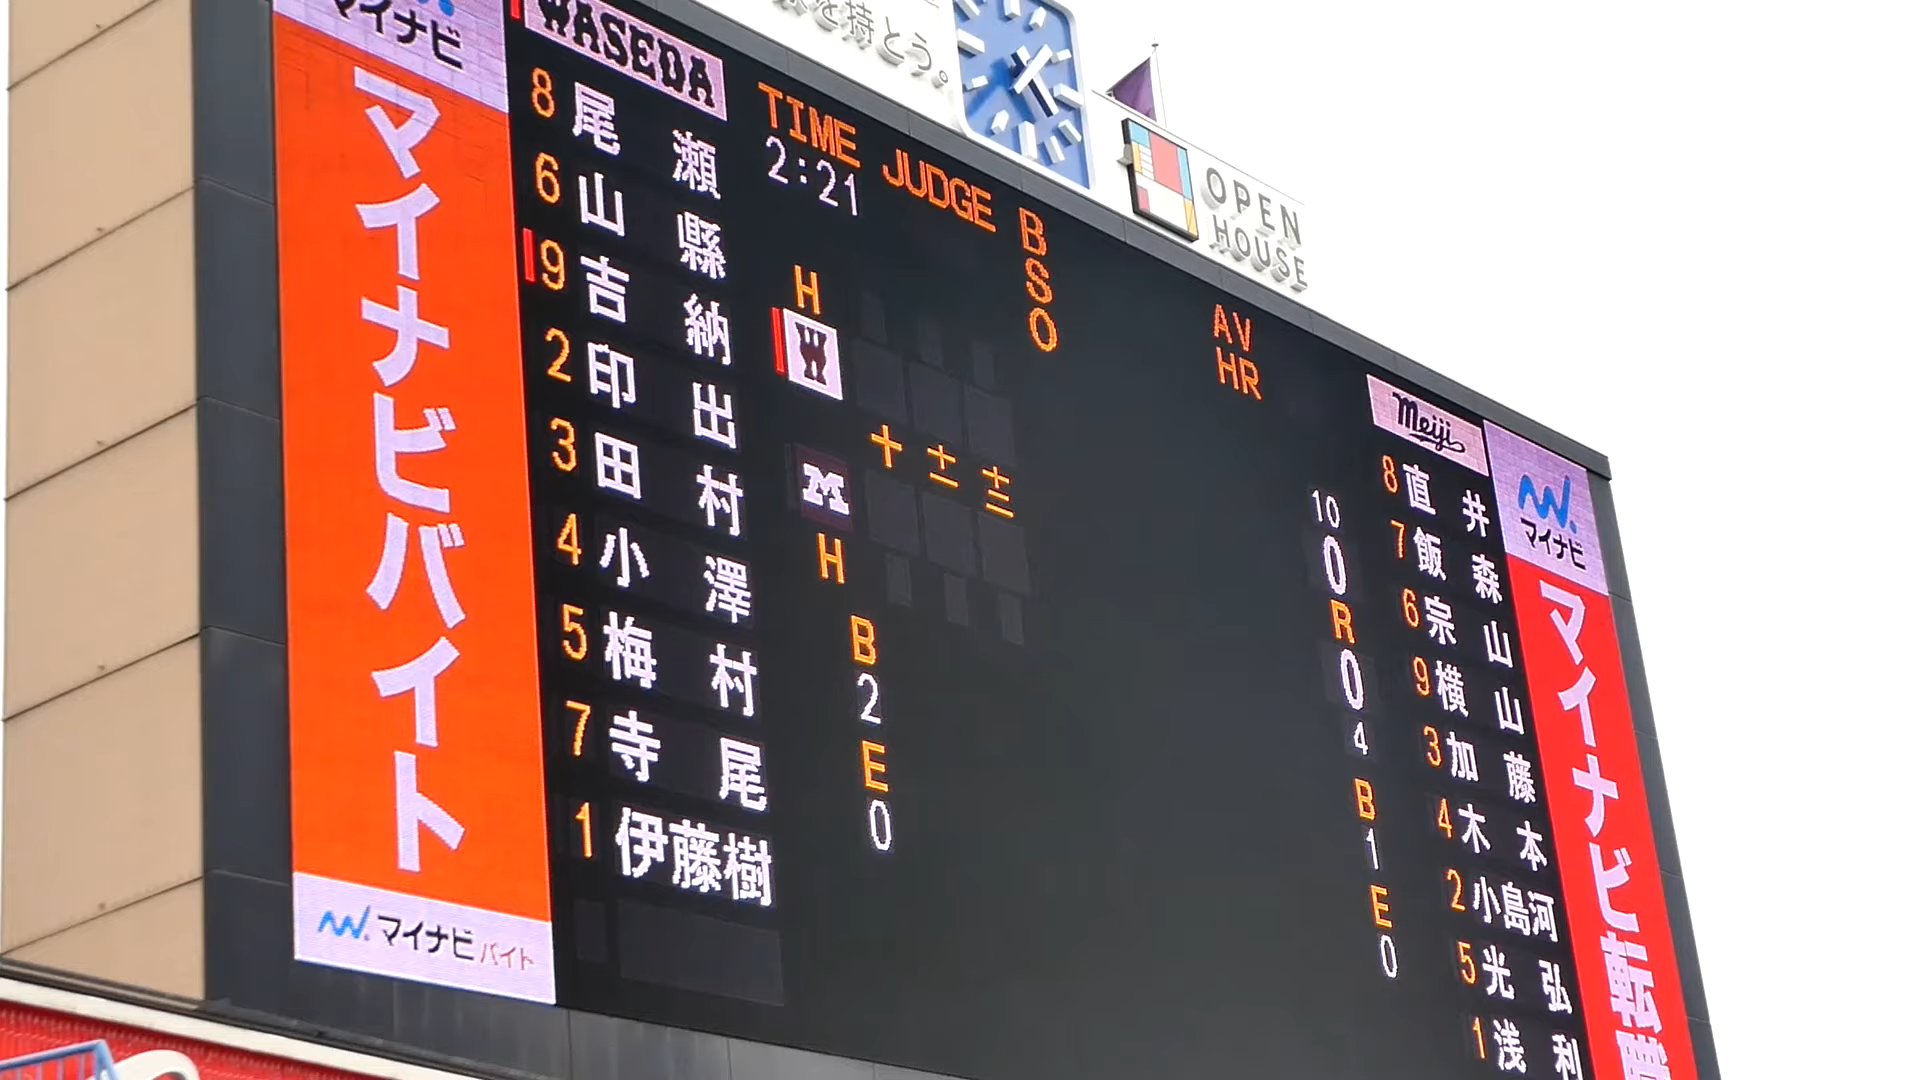 マイナビ
マイナビバイト
マイナビバイト
WASEDA
8 尾瀬
6 山縣
9 吉納
2 印出
3 田村
4 小澤
5 梅村
7 寺尾
1 伊藤樹
を持とう。
TIME
2:21
JUDGE
B
S
O
H
W
M
H
B
2
E
0
AV
HR
10
0
R
0
4
B
1
E
0
OPEN
HOUSE
Meiji
8 直井
7 飯森
6 宗山
9 横山
3 加藤
4 木本
2 小島河
5 光弘
1 浅利
マイナビ
マイナビ転職